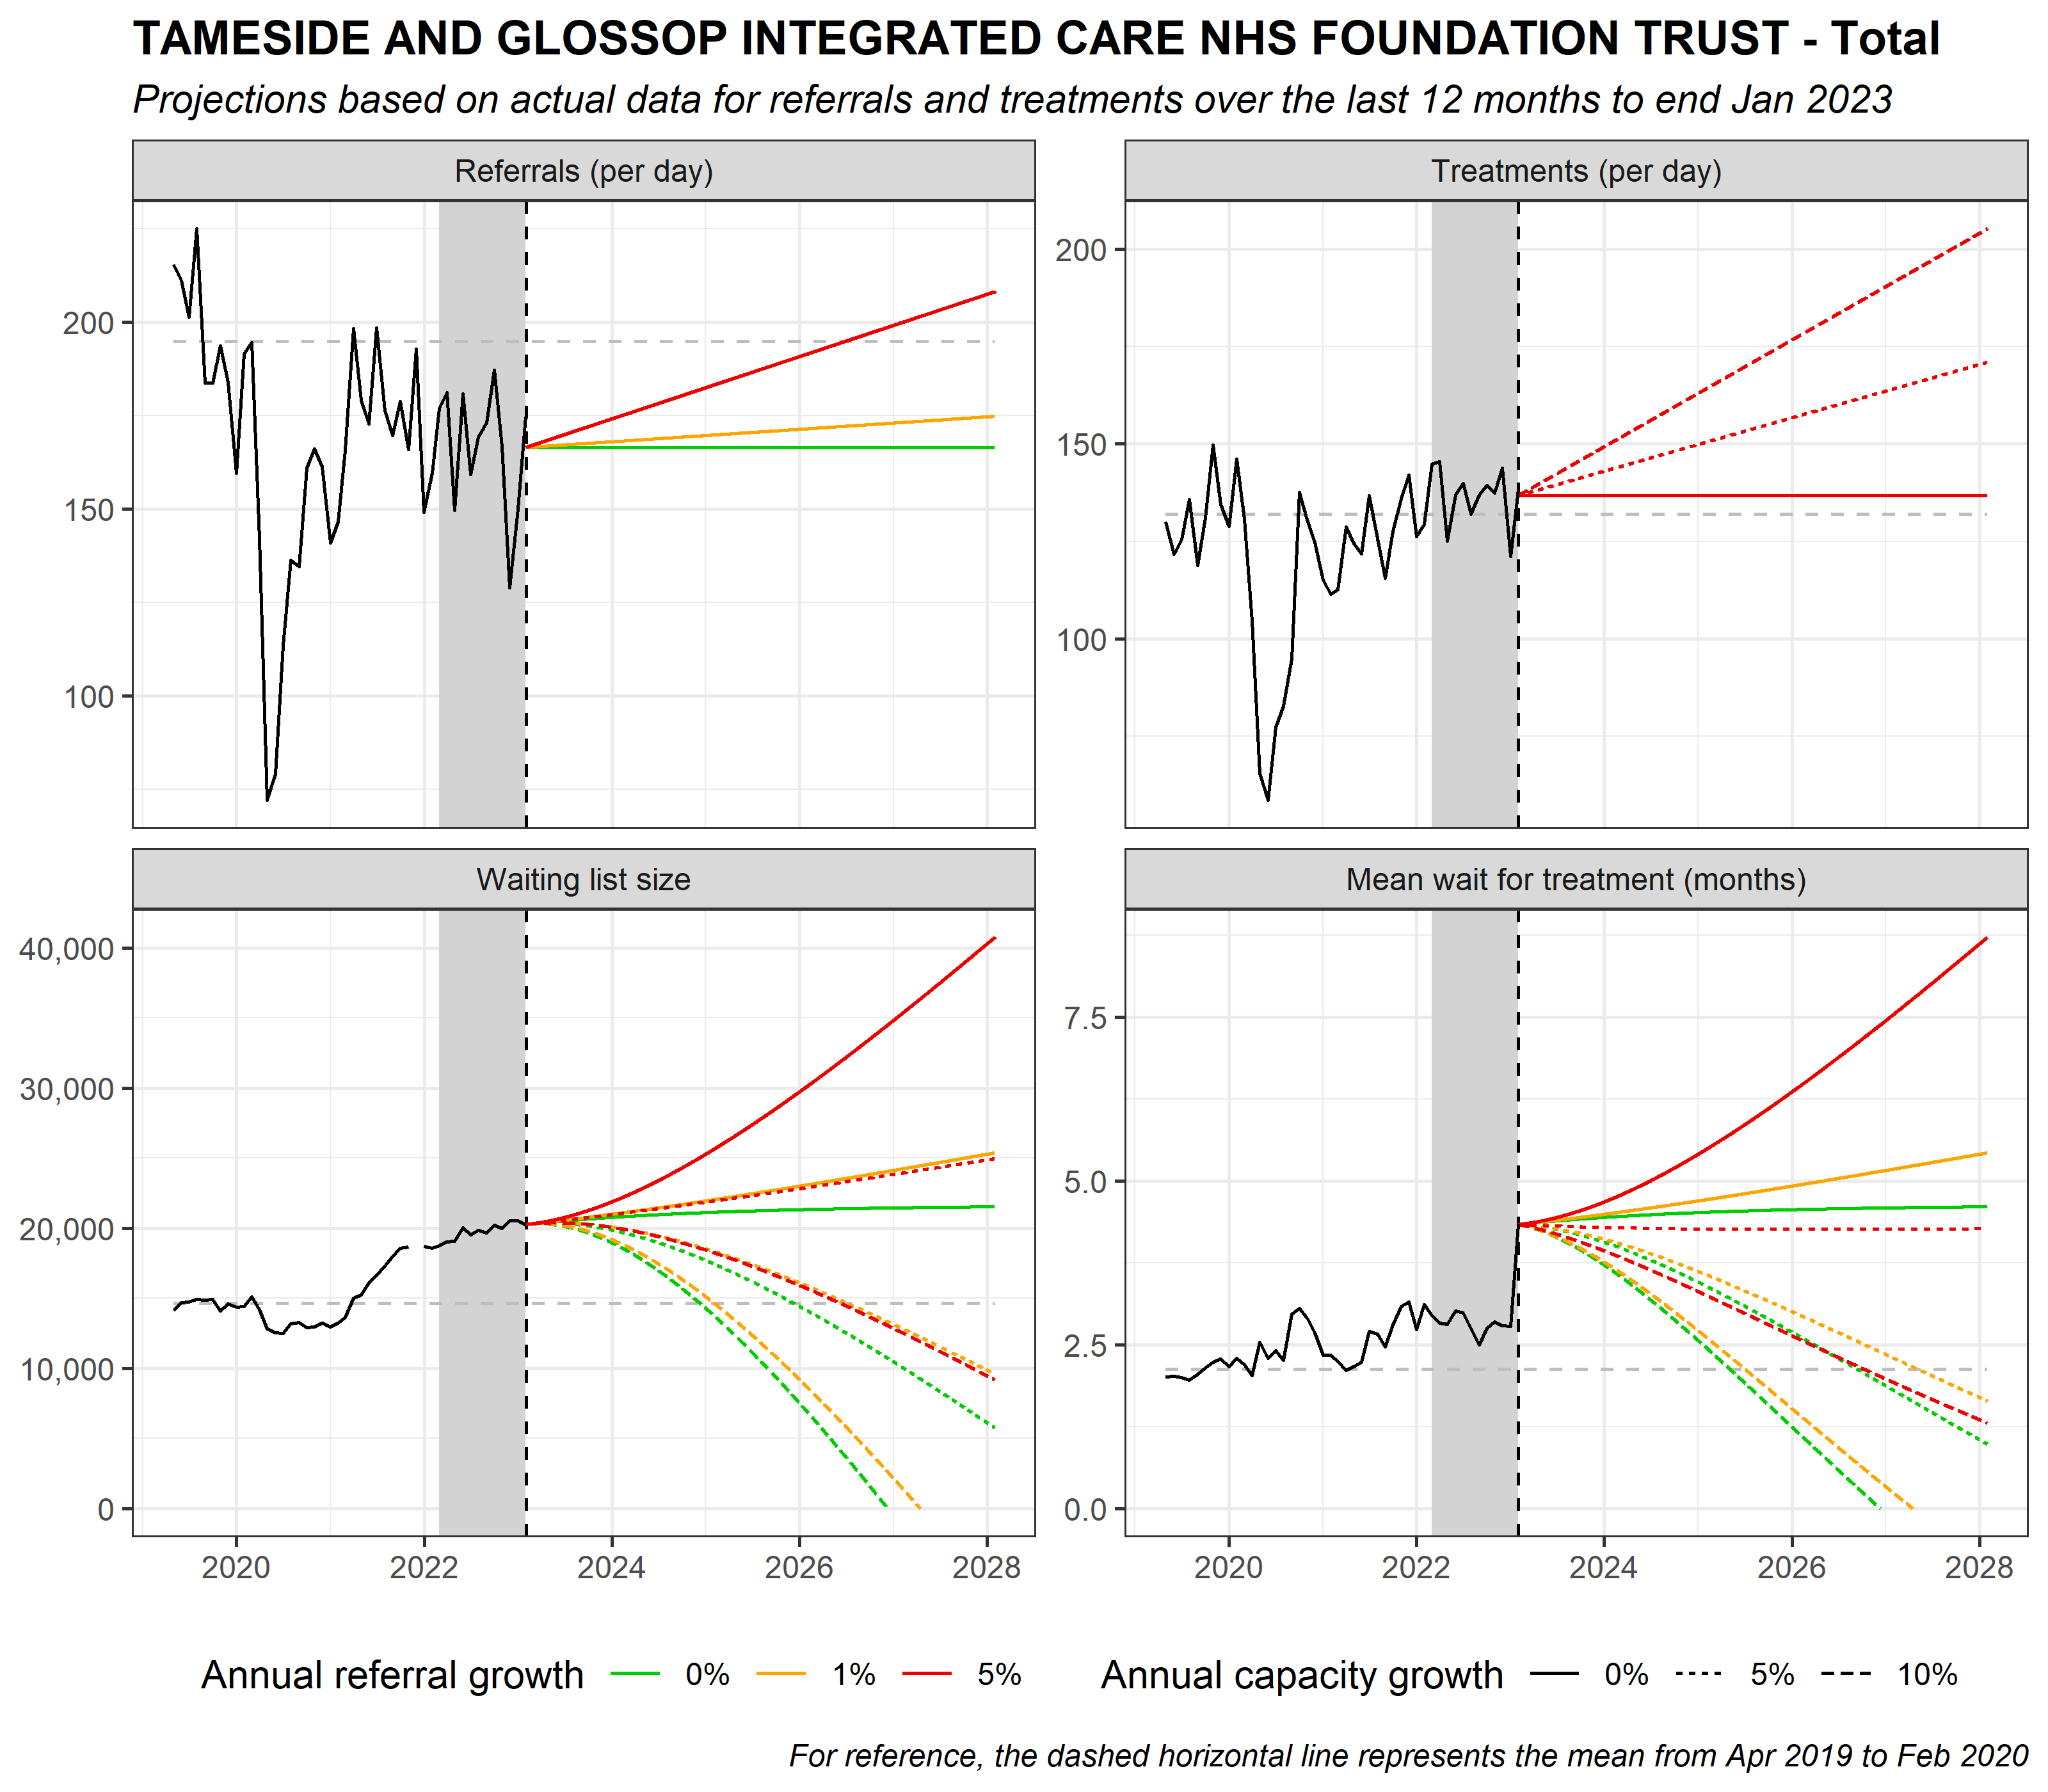 TAMESIDE AND GLOSSOP INTEGRATED CARE NHS FOUNDATION TRUST - Total
Projections based on actual data for referrals and treatments over the last 12 months to end Jan 2023
Referrals (per day)
200
150
100
Treatments (per day)
200
150
100
Waiting list size
40,000
30,000
20,000
10,000
0
2020 2022 2024 2026 2028
Mean wait for treatment (months)
7.5
5.0
2.5
0.0
2020 2022 2024 2026 2028
Annual referral growth 0% 1% 5%
Annual capacity growth 0% 5% 10%
For reference, the dashed horizontal line represents the mean from Apr 2019 to Feb 2020